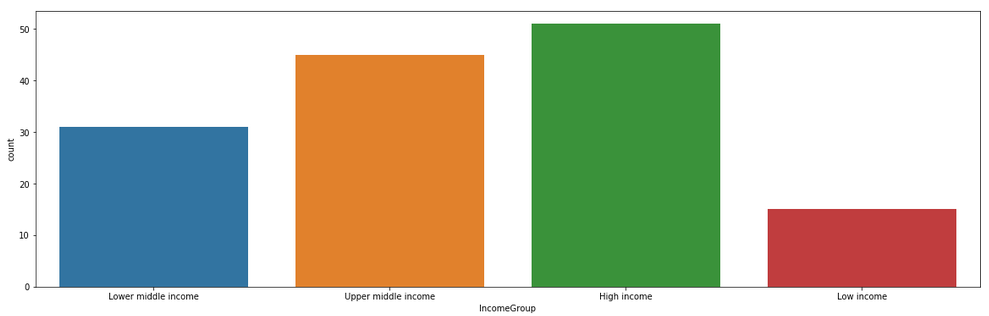 50
40
30
20
10
0
count
Lower middle income
Upper middle income
High income
Low income
IncomeGroup